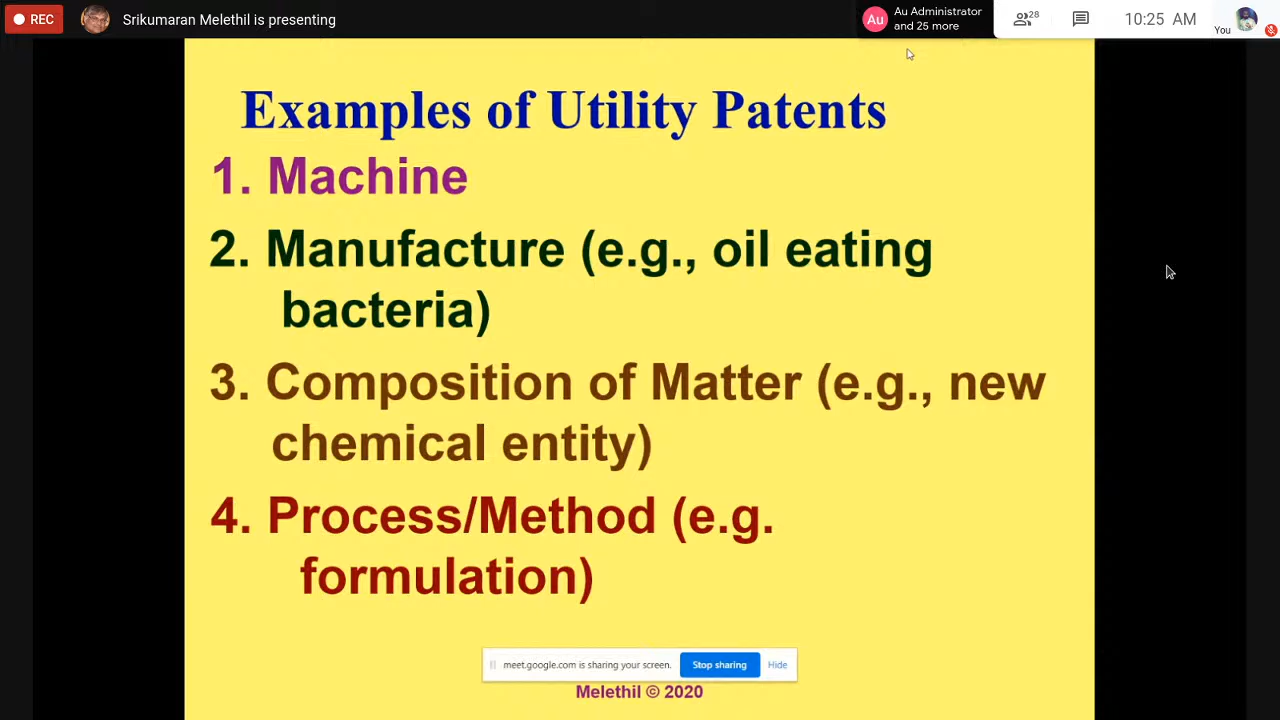 REC
Srikumaran Melethil is presenting
Au
Au Administrator
and 25 more
28
10:25 AM
You
Examples of Utility Patents
1. Machine
2. Manufacture (e.g., oil eating
bacteria)
3. Composition of Matter (e.g., new
chemical entity)
4. Process/Method (e.g.
formulation)
meet.google.com is sharing your screen.
Stop sharing
Hide
Melethil © 2020